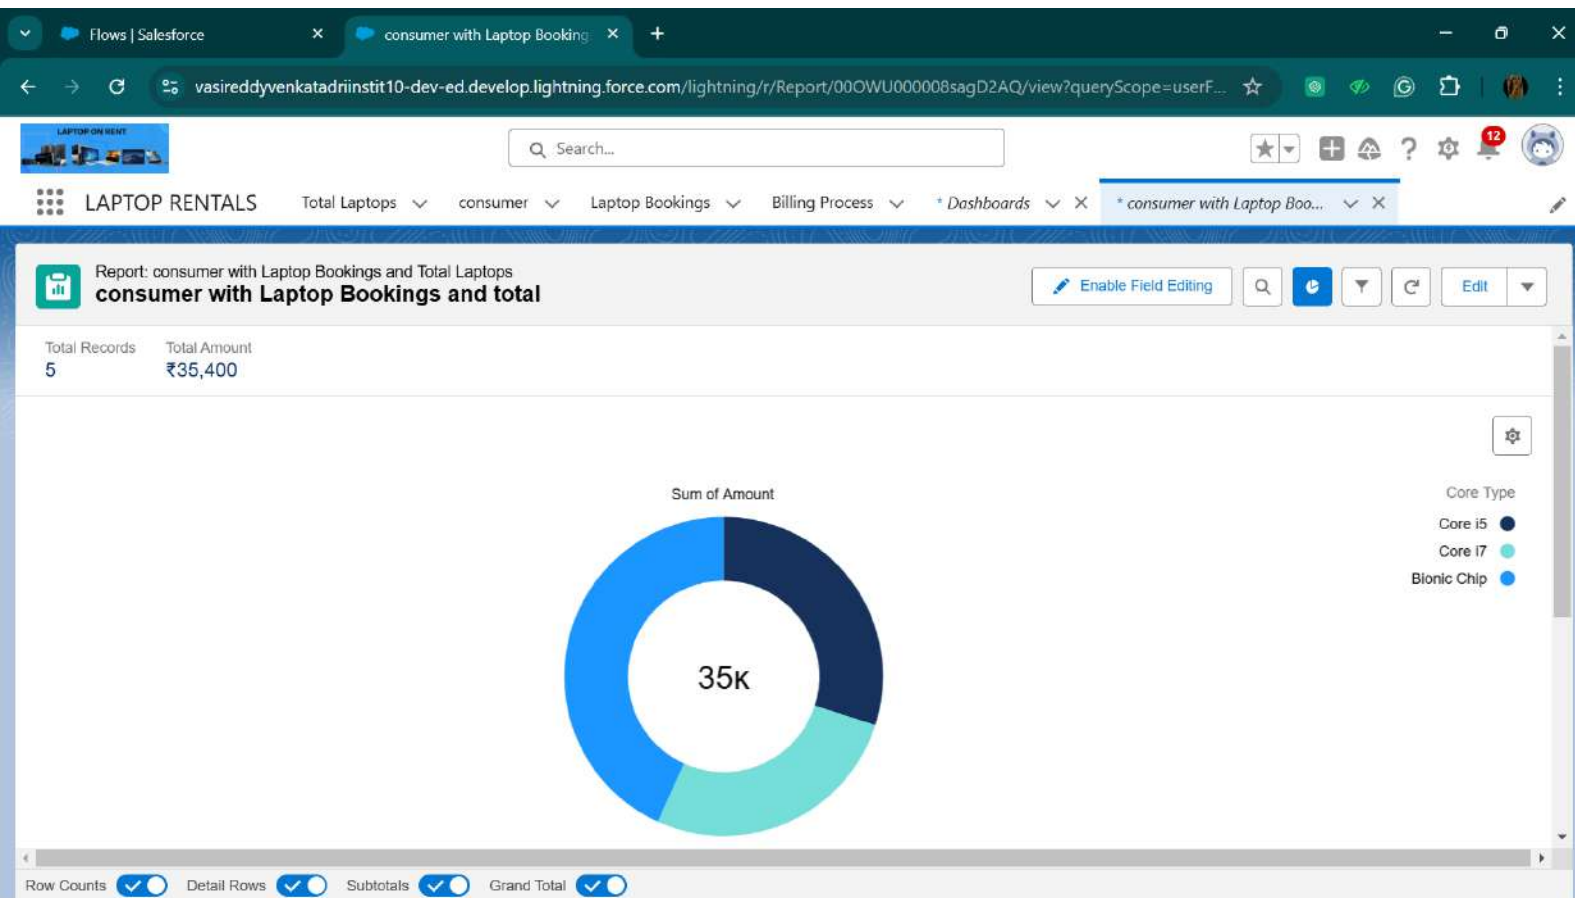 Flows | Salesforce
consumer with Laptop Booking
vasireddyvenkatadriinstit10-dev-ed.develop.lightning.force.com/lightning/r/Report/00OWU000008sagD2AQ/view?queryScope=userF...
LAPTOP ON RENT
Search...
12
LAPTOP RENTALS
Total Laptops
consumer
Laptop Bookings
Billing Process
* Dashboards
* consumer with Laptop Boo...
Report: consumer with Laptop Bookings and Total Laptops
consumer with Laptop Bookings and total
Enable Field Editing
Edit
Total Records
5
Total Amount
₹35,400
Sum of Amount
35K
Core Type
Core i5
Core I7
Bionic Chip
Row Counts
Detail Rows
Subtotals
Grand Total